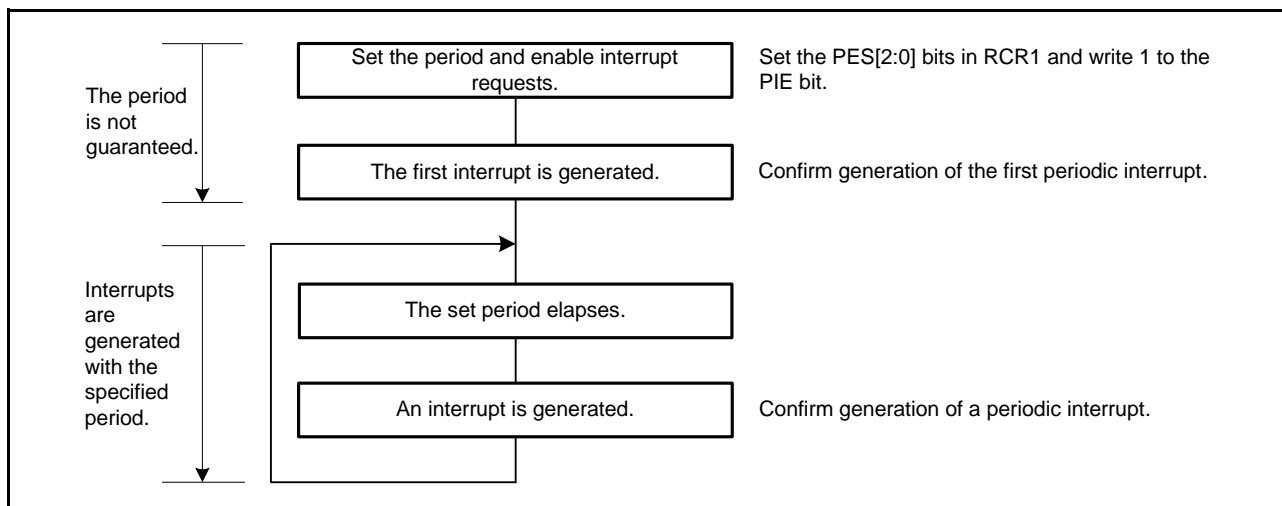 Set the period and enable interrupt
requests.
Set the PES[2:0] bits in RCR1 and write 1 to the
PIE bit.
The period
is not
guaranteed.
The first interrupt is generated.
Confirm generation of the first periodic interrupt.
Interrupts
are
generated
with the
specified
period.
The set period elapses.
An interrupt is generated.
Confirm generation of a periodic interrupt.